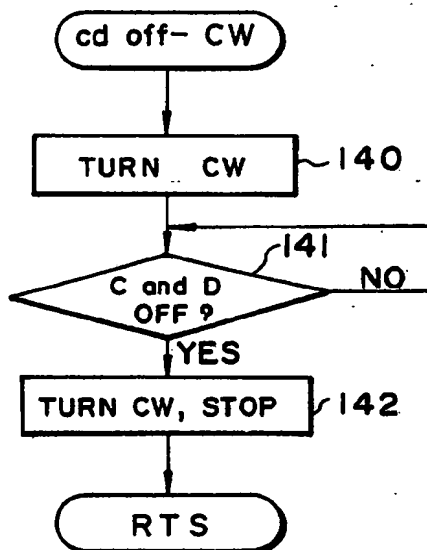 cd off-CW
TURN CW
140
141
C and D
OFF?
NO
YES
TURN CW, STOP
142
RTS